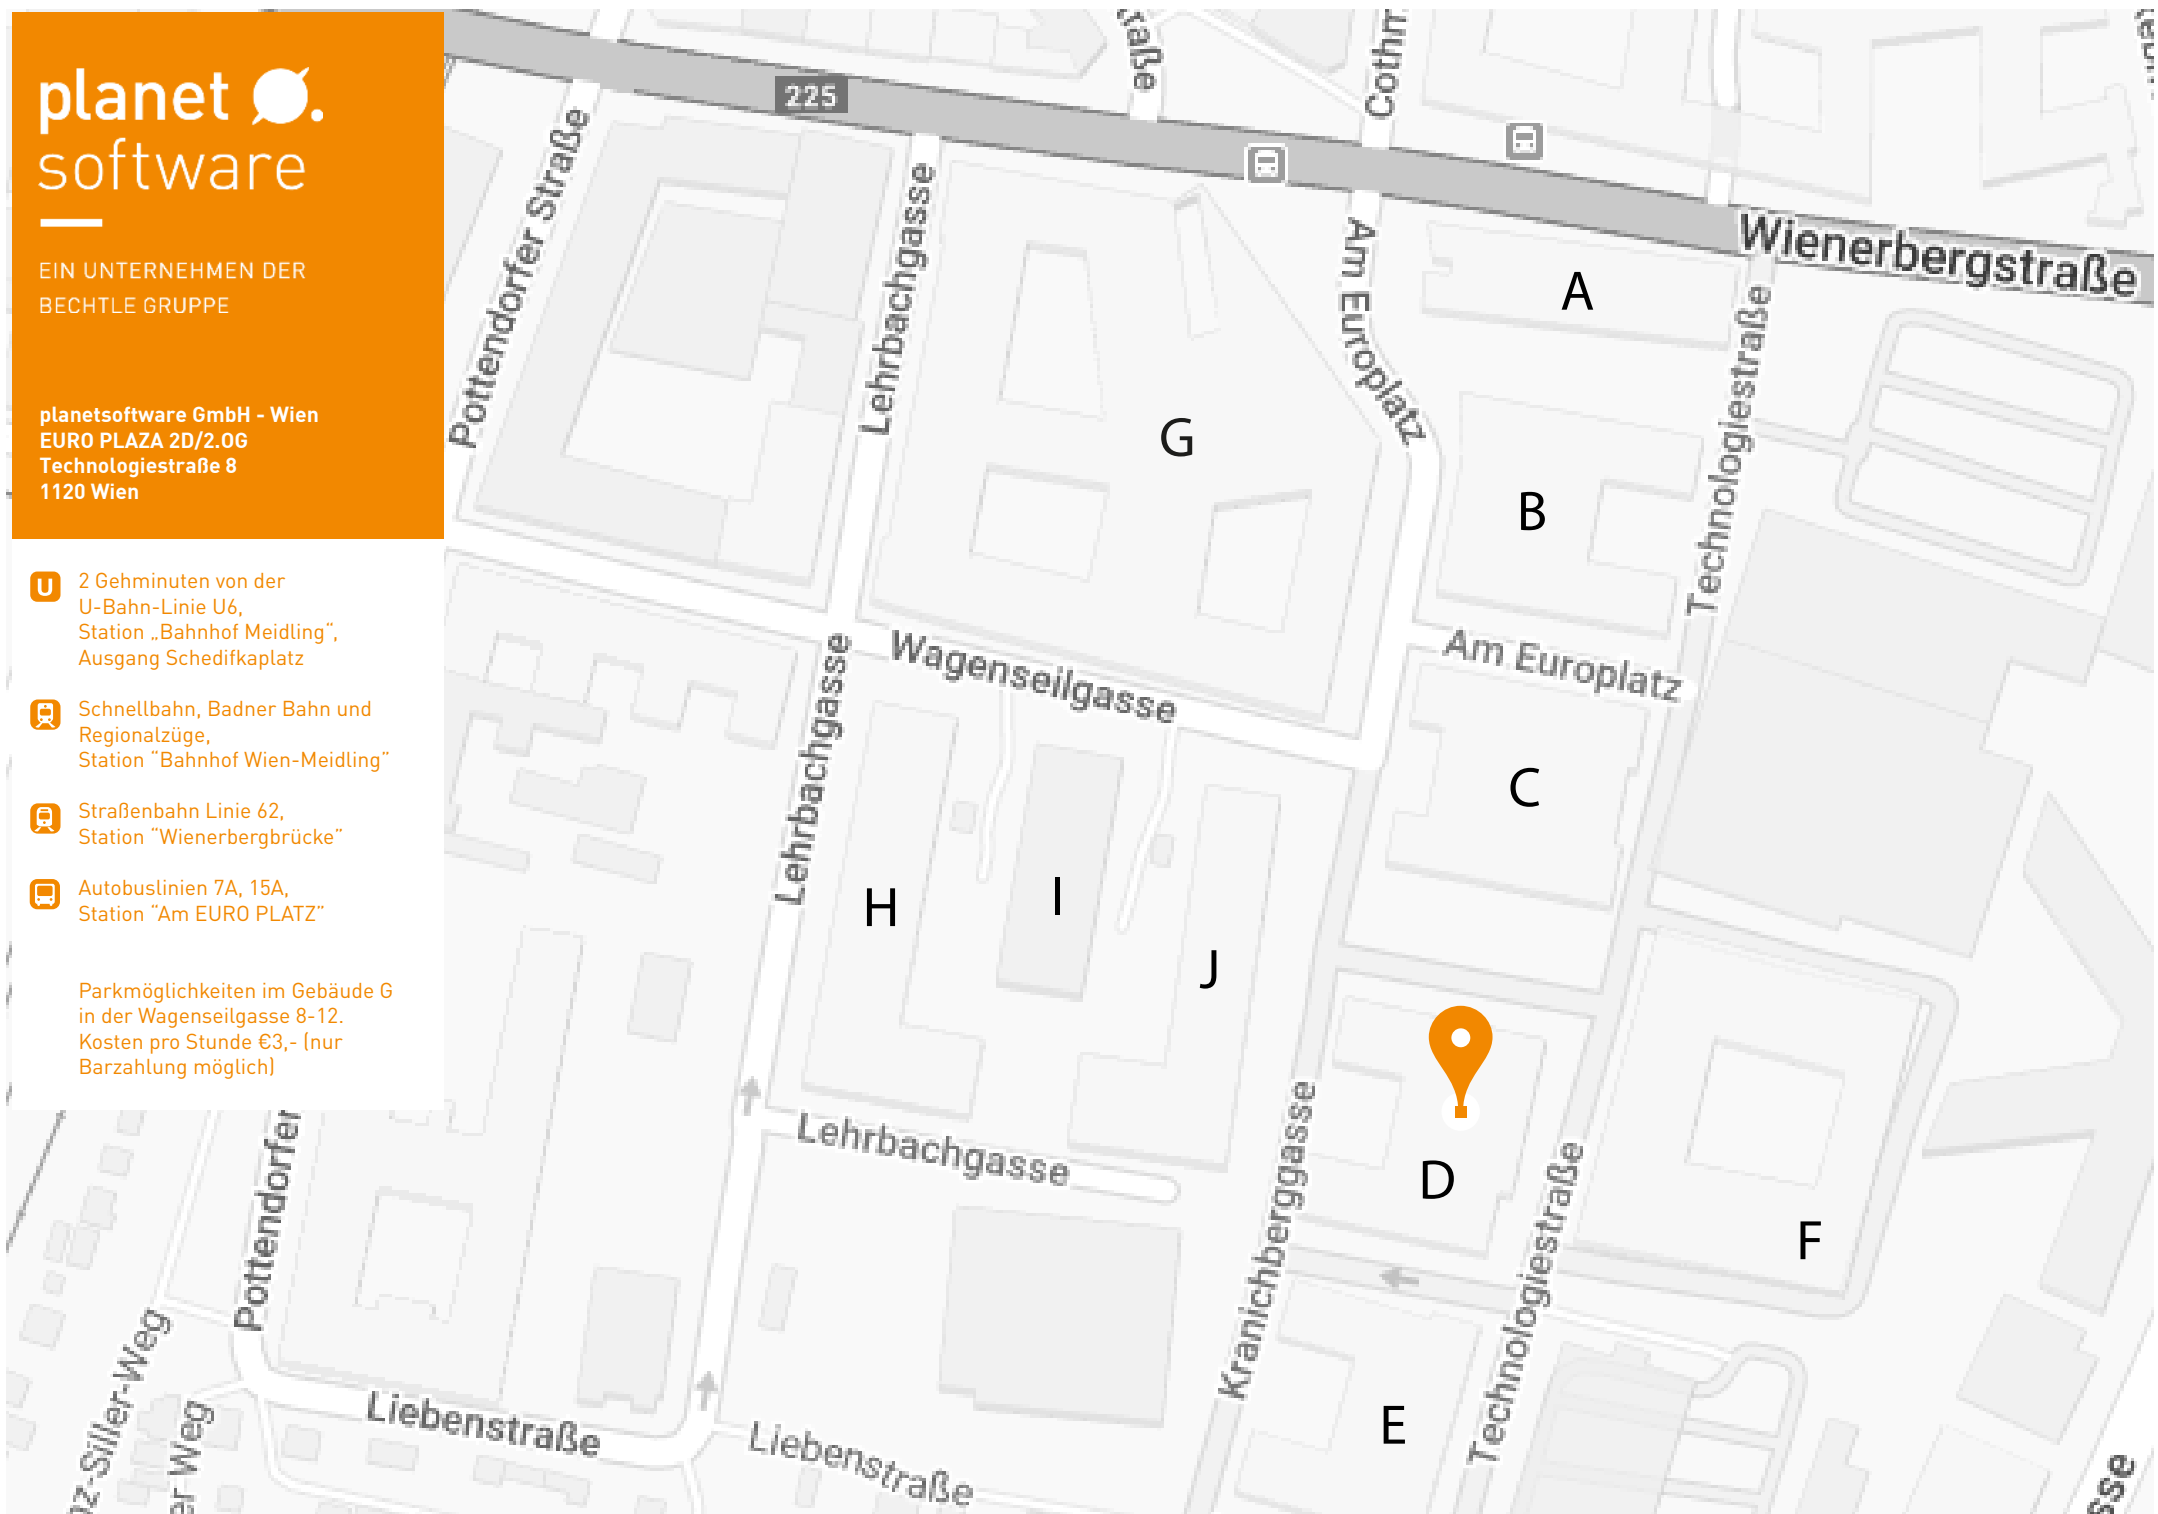 planet
software
EIN UNTERNEHMEN DER
BECHTLE GRUPPE
planetsoftware GmbH - Wien
EURO PLAZA 2D/2.OG
Technologiestraße 8
1120 Wien
U
2 Gehminuten von der
U-Bahn-Linie U6,
Station „Bahnhof Meidling“,
Ausgang Schedifkaplatz
Schnellbahn, Badner Bahn und
Regionalzüge,
Station “Bahnhof Wien-Meidling”
Straßenbahn Linie 62,
Station “Wienerbergbrücke”
Autobuslinien 7A, 15A,
Station “Am EURO PLATZ”
Parkmöglichkeiten im Gebäude G
in der Wagenseilgasse 8-12.
Kosten pro Stunde €3,- (nur
Barzahlung möglich)
225
Wienerbergstraße
Pottendorfer Straße
Lehrbachgasse
Am Europlatz
Technologiestraße
A
G
B
Wagenseilgasse
Am Europlatz
Lehrbachgasse
C
H
I
J
Lehrbachgasse
Kranichberggasse
D
Technologiestraße
F
E
Pottendorfer
Liebenstraße
Liebenstraße